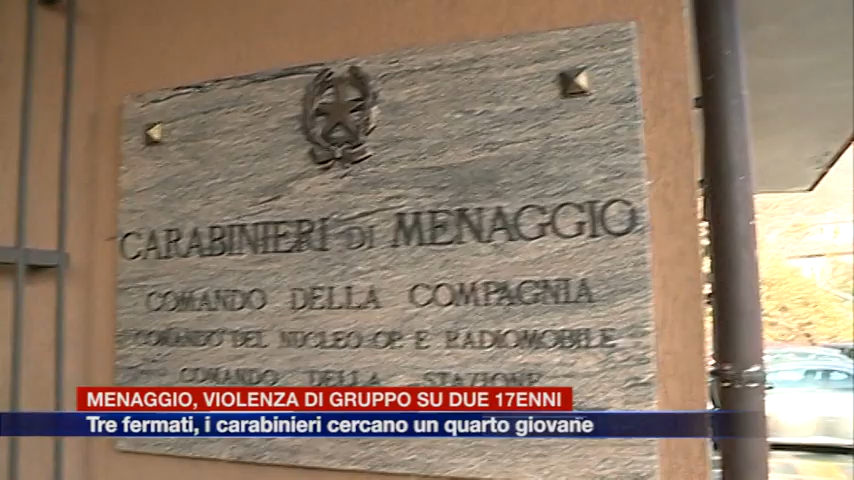 CARABINIERI DI MENAGGIO
COMANDO DELLA COMPAGNIA
COMANDO DEL NUCLEO OP. E RADIOMOBILE
COMANDO DELLA STAZIONE
MENAGGIO, VIOLENZA DI GRUPPO SU DUE 17ENNI
Tre fermati, i carabinieri cercano un quarto giovane